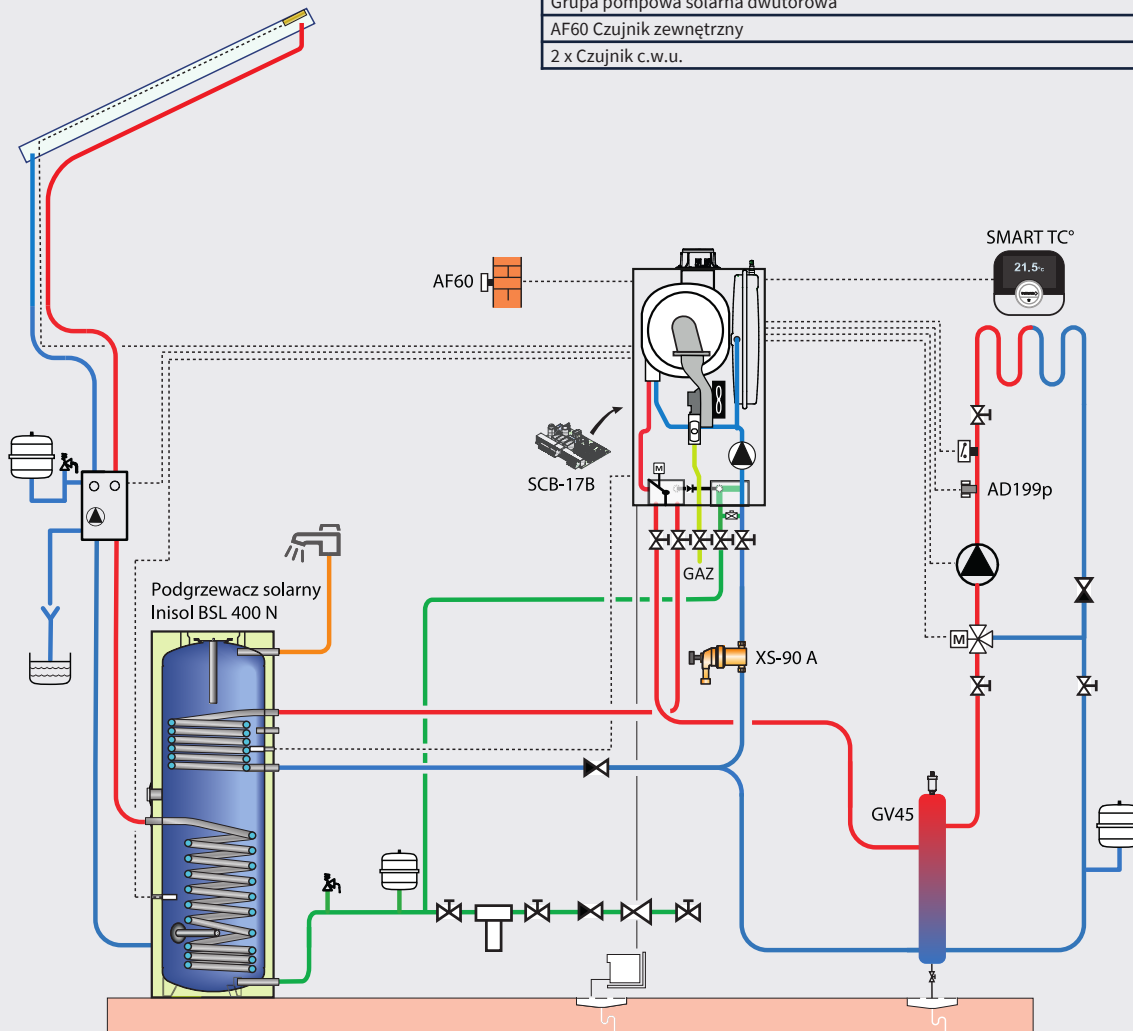 Grupa pompowa solarna dwutorowa
AF60 Czujnik zewnętrzny
2 x Czujnik c.w.u.
SMART TC°
21.5°c
AF60
M
SCB-17B
AD199p
GAZ
Podgrzewacz solarny
Inisol BSL 400 N
M
XS-90 A
GV45